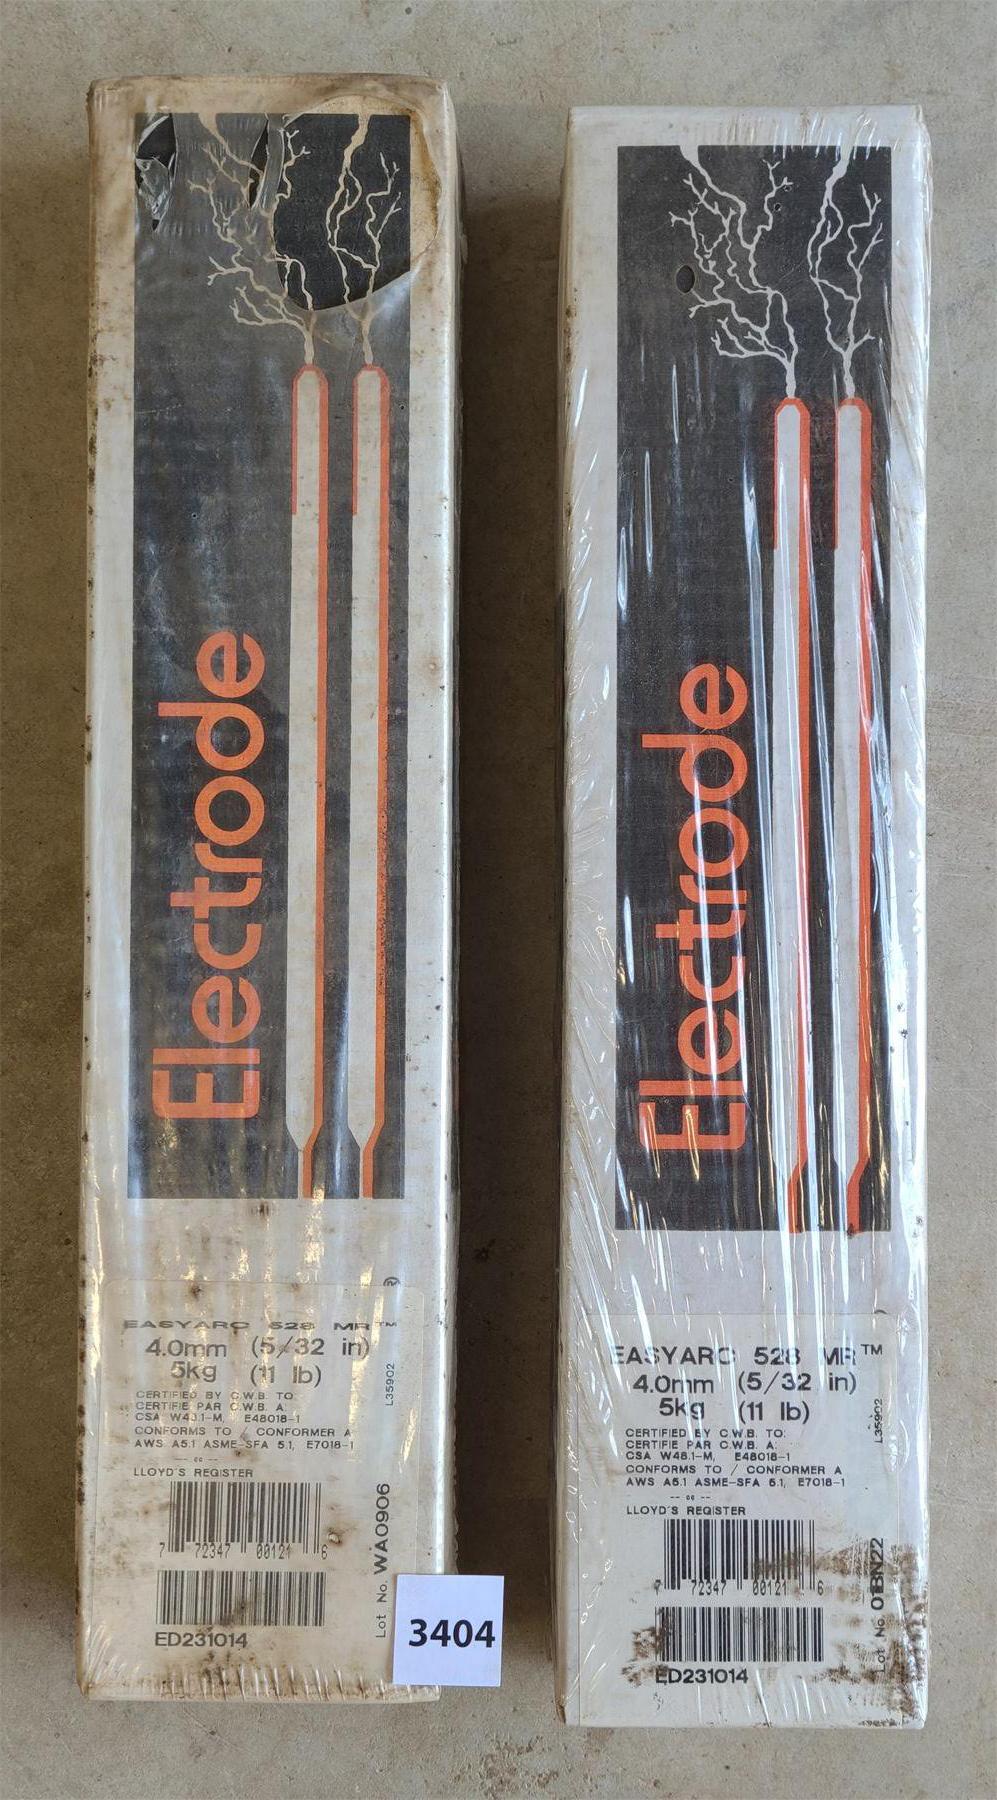 Electrode
®
EASYARC 528 MR™
4.0mm (5/32 in)
5kg (11 lb)
CERTIFIED BY C.W.B. TO
CERTIFIE PAR C.W.B. A:
CSA W48.1-M, E48018-1
CONFORMS TO / CONFORMER A
AWS A5.1 ASME-SFA 5.1, E7018-1
LLOYD'S REGISTER
7 72347 00121 6
ED231014
L35902
Lot No. WA0906
3404
Electrode
EASYARC 528 MR™
4.0mm (5/32 in)
5kg (11 lb)
CERTIFIED BY C.W.B. TO:
CERTIFIE PAR C.W.B. A:
CSA W48.1-M, E48018-1
CONFORMS TO / CONFORMER A
AWS A5.1 ASME-SFA 5.1, E7018-1
LLOYD'S REGISTER
7 72347 00121 6
ED231014
L35902
Lot No.